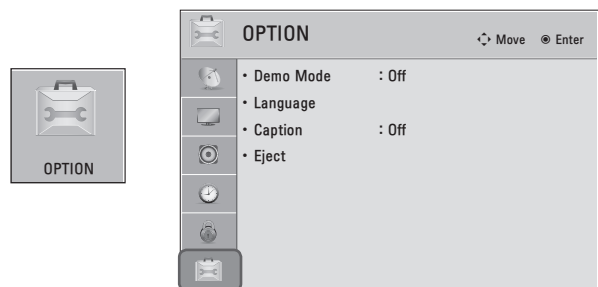 OPTION
OPTION Move Enter
• Demo Mode : Off
• Language
• Caption : Off
• Eject